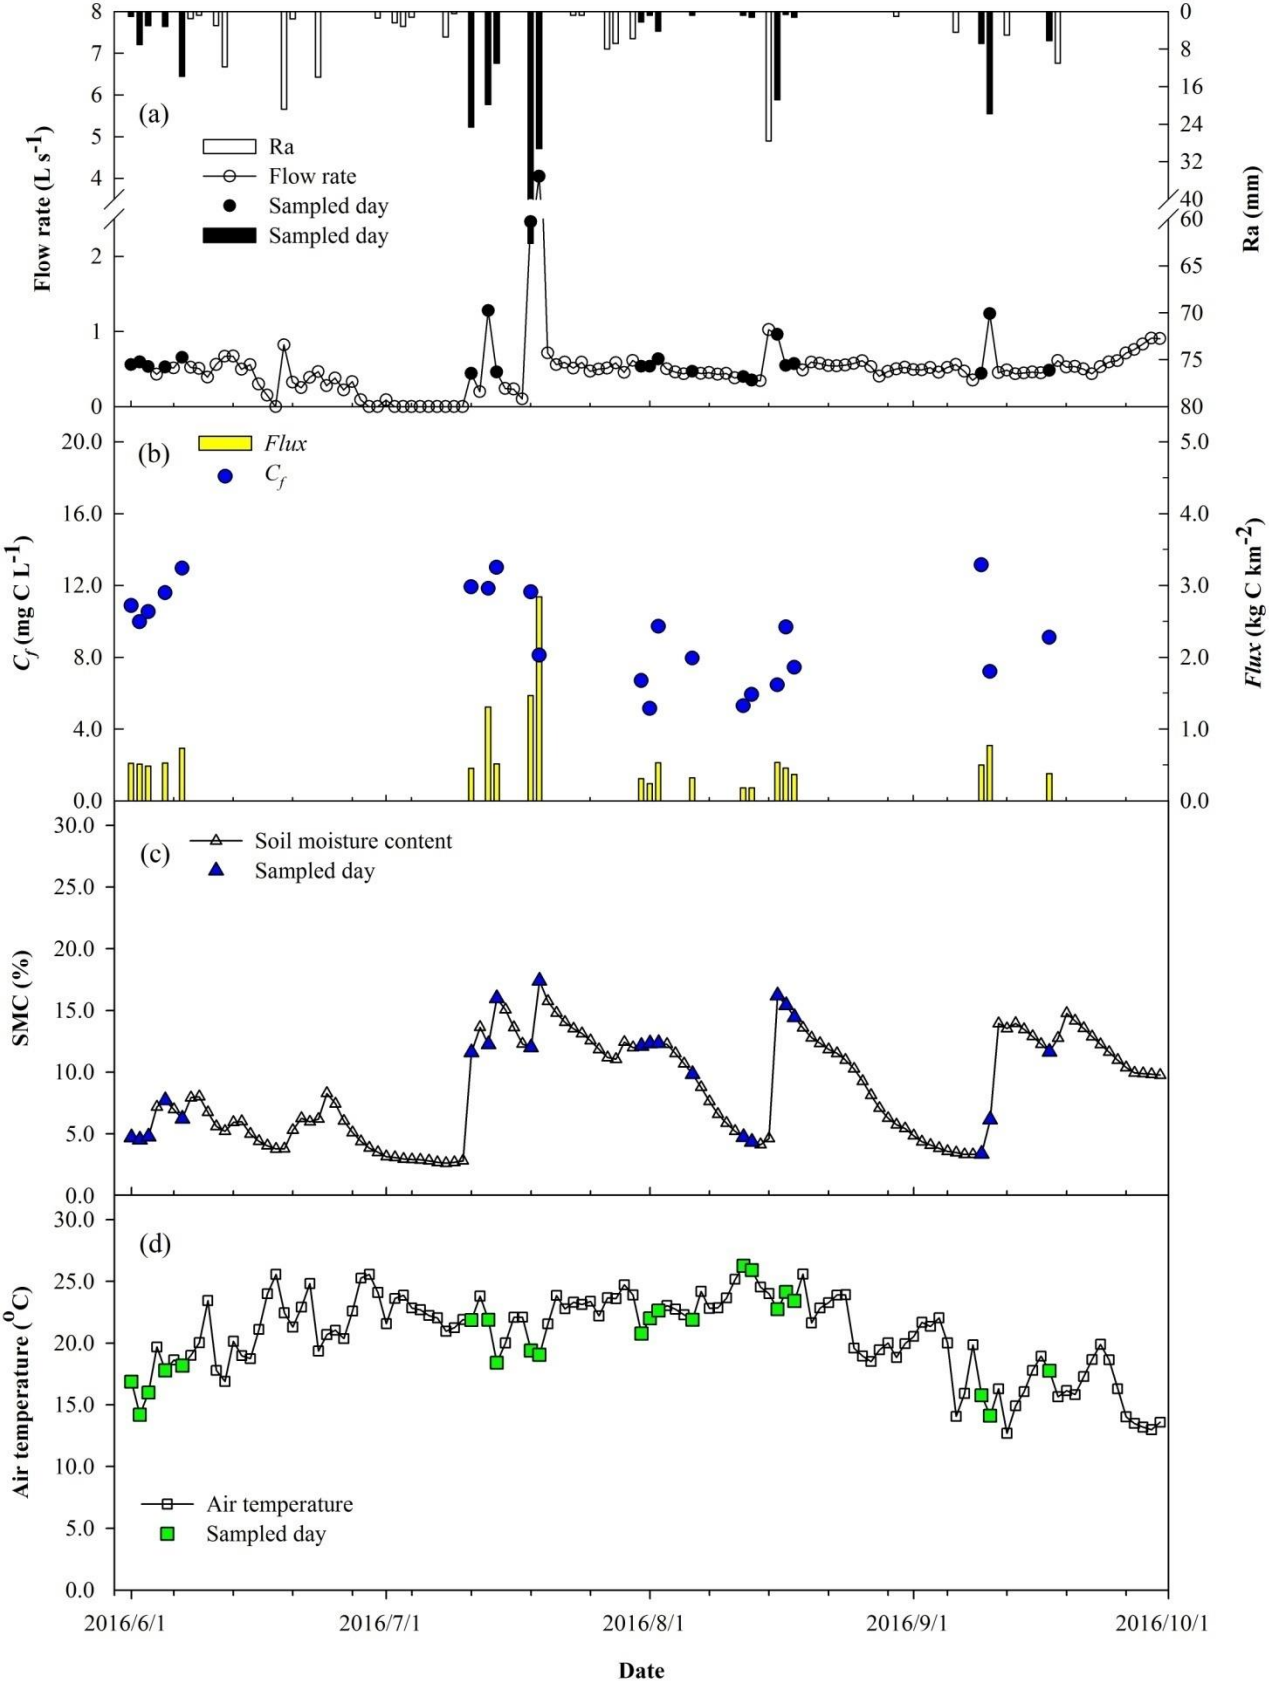 8
7
6
5
4
2
1
0
Flow rate (L s⁻¹)
(a)
Ra
Flow rate
Sampled day
Sampled day
0
8
16
24
32
40
60
65
70
75
80
Ra (mm)
20.0
16.0
12.0
8.0
4.0
0.0
C_f (mg C L⁻¹)
(b)
Flux
C_f
5.0
4.0
3.0
2.0
1.0
0.0
Flux (kg C km⁻²)
30.0
25.0
20.0
15.0
10.0
5.0
0.0
SMC (%)
(c)
Soil moisture content
Sampled day
30.0
25.0
20.0
15.0
10.0
5.0
0.0
Air temperature (⁰C)
(d)
Air temperature
Sampled day
2016/6/1
2016/7/1
2016/8/1
2016/9/1
2016/10/1
Date